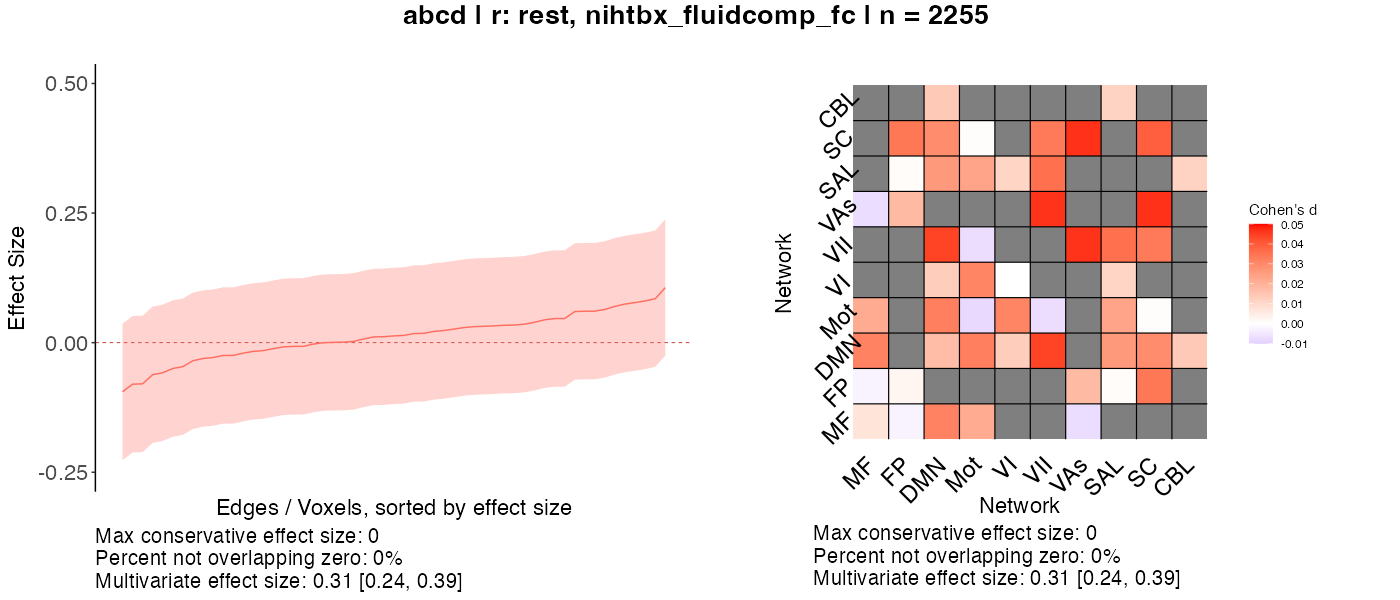 abcd | r: rest, nihtbx_fluidcomp_fc | n = 2255
Effect Size
0.50
0.25
0.00
-0.25
Edges / Voxels, sorted by effect size
Max conservative effect size: 0
Percent not overlapping zero: 0%
Multivariate effect size: 0.31 [0.24, 0.39]
Network
CBL
SC
SAL
VAs
VII
VI
Mot
DMN
FP
MF
MF
FP
DMN
Mot
VI
VII
VAs
SAL
SC
CBL
Network
Max conservative effect size: 0
Percent not overlapping zero: 0%
Multivariate effect size: 0.31 [0.24, 0.39]
Cohen's d
0.05
0.04
0.03
0.02
0.01
0.00
-0.01